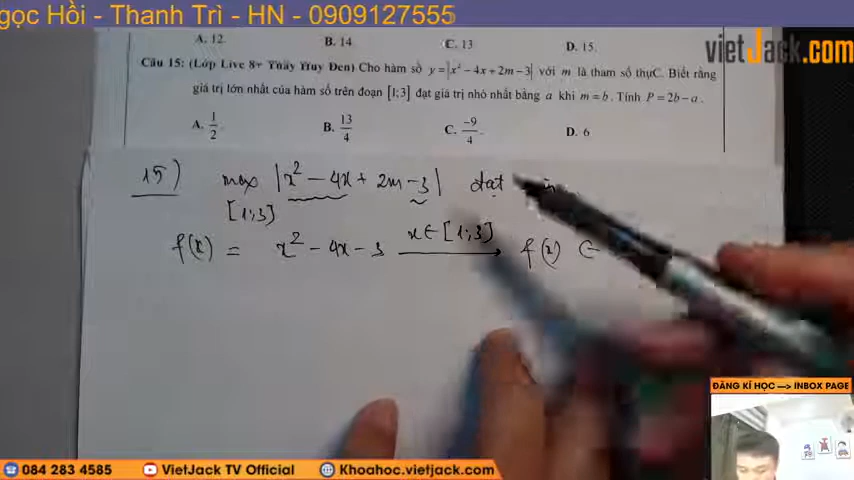 gọc Hồi - Thanh Trì - HN - 0909127555
A. 12 B. 14 C. 13 D. 15.
vietJack.com
Câu 15: (Lớp Live 8+ Thầy Huy Đen) Cho hàm số y = |x² - 4x + 2m - 3| với m là tham số thựC. Biết rằng
giá trị lớn nhất của hàm số trên đoạn [1;3] đạt giá trị nhỏ nhất bằng a khi m = b. Tính P = 2b - a.
A. 1/2. B. 13/4 C. -9/4. D. 6
15) max |x² - 4x + 2m - 3| đạt
[1;3]
f(x) = x² - 4x - 3 x ∈ [1;3] → f(x) ∈
ĐĂNG KÍ HỌC —> INBOX PAGE
084 283 4585 VietJack TV Official Khoahoc.vietjack.com